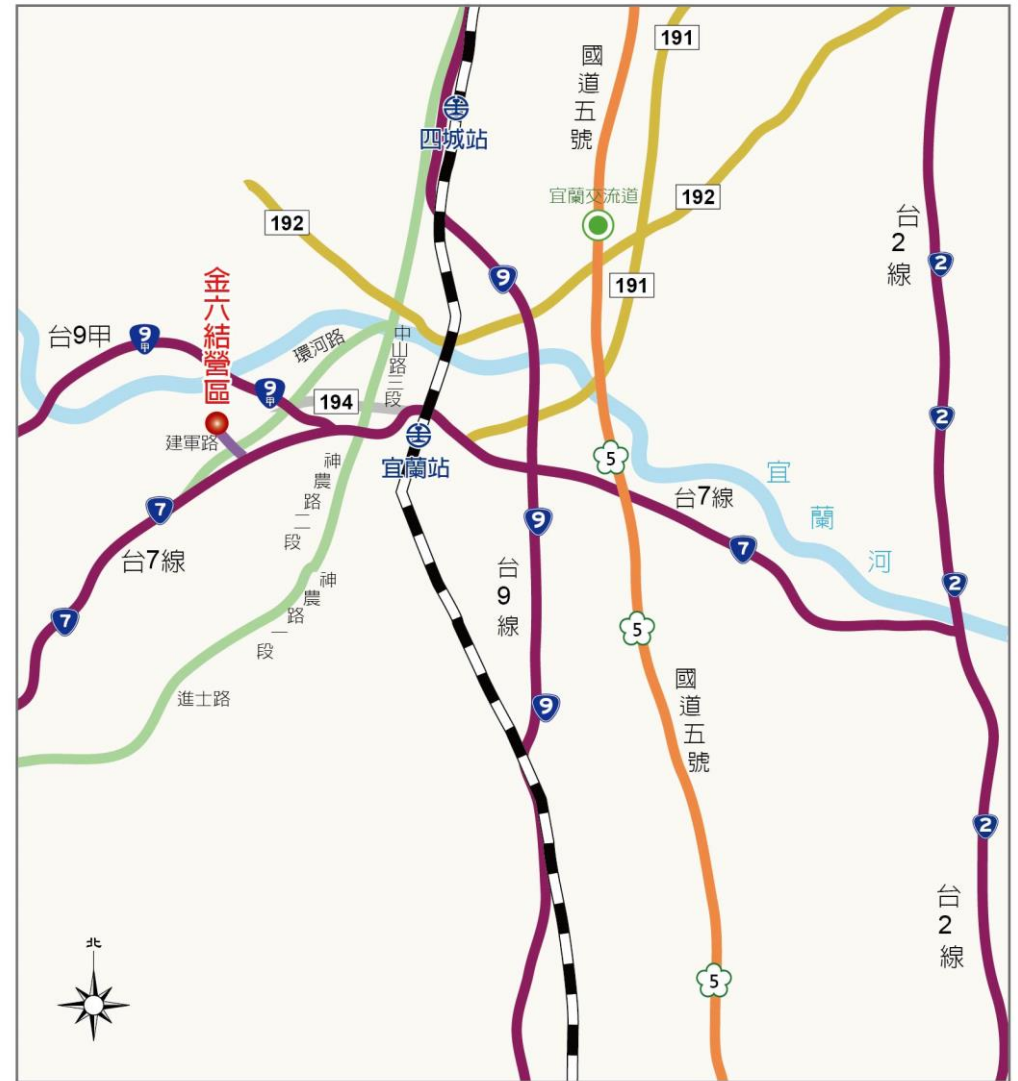 191
國道五號
四城站
宜蘭交流道
192
192
台2線
2
9
191
金六結營區
台9甲
9甲
環河路
中山路三段
9甲
194
2
建軍路
宜蘭站
神農路二段
5
宜蘭河
台7線
7
台7線
9
7
台9線
神農路一段
2
7
5
進士路
9
國道五號
2
台2線
北
5